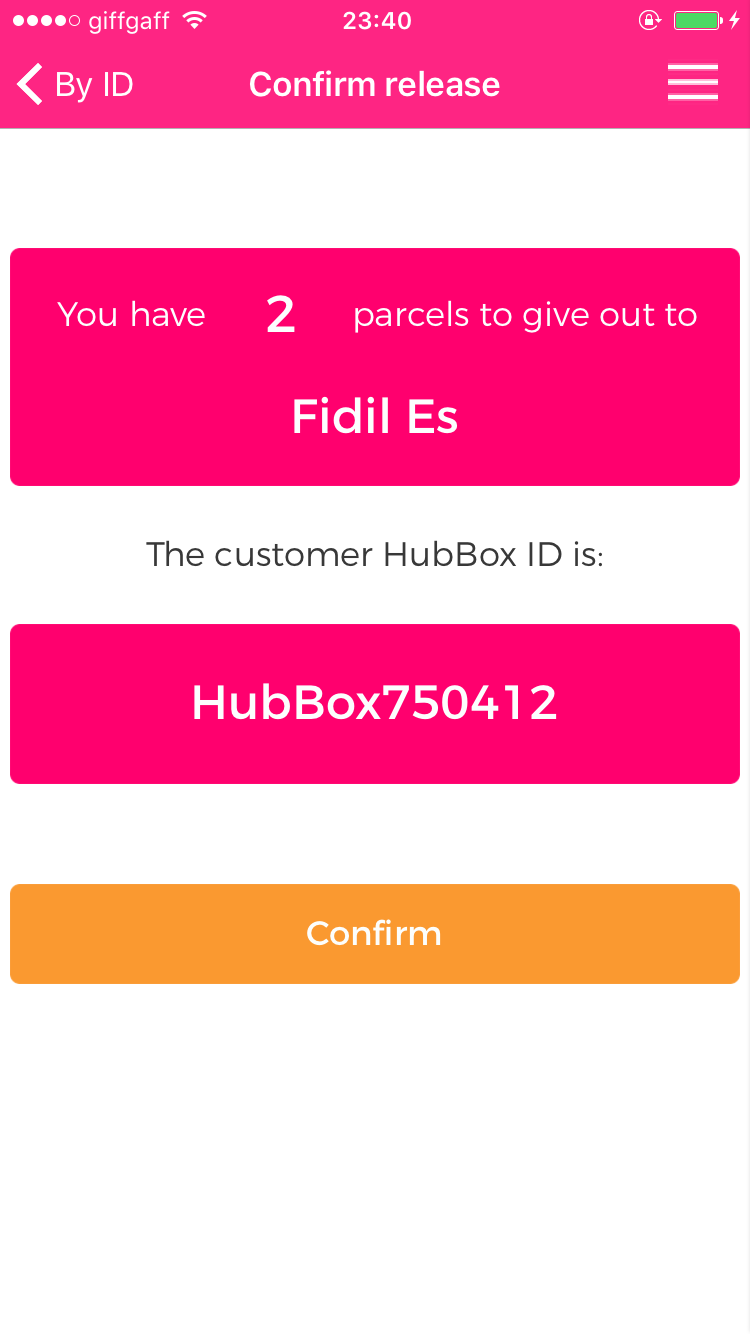 giffgaff 23:40
By ID Confirm release
You have 2 parcels to give out to
Fidil Es
The customer HubBox ID is:
HubBox750412
Confirm